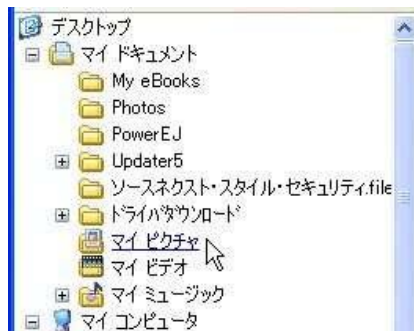 デスクトップ
マイ ドキュメント
My eBooks
Photos
PowerEJ
Updater5
ソースネクスト・スタイル・セキュリティ.file
ドライバダウンロード
マイ ピクチャ
マイ ビデオ
マイ ミュージック
マイ コンピュータ